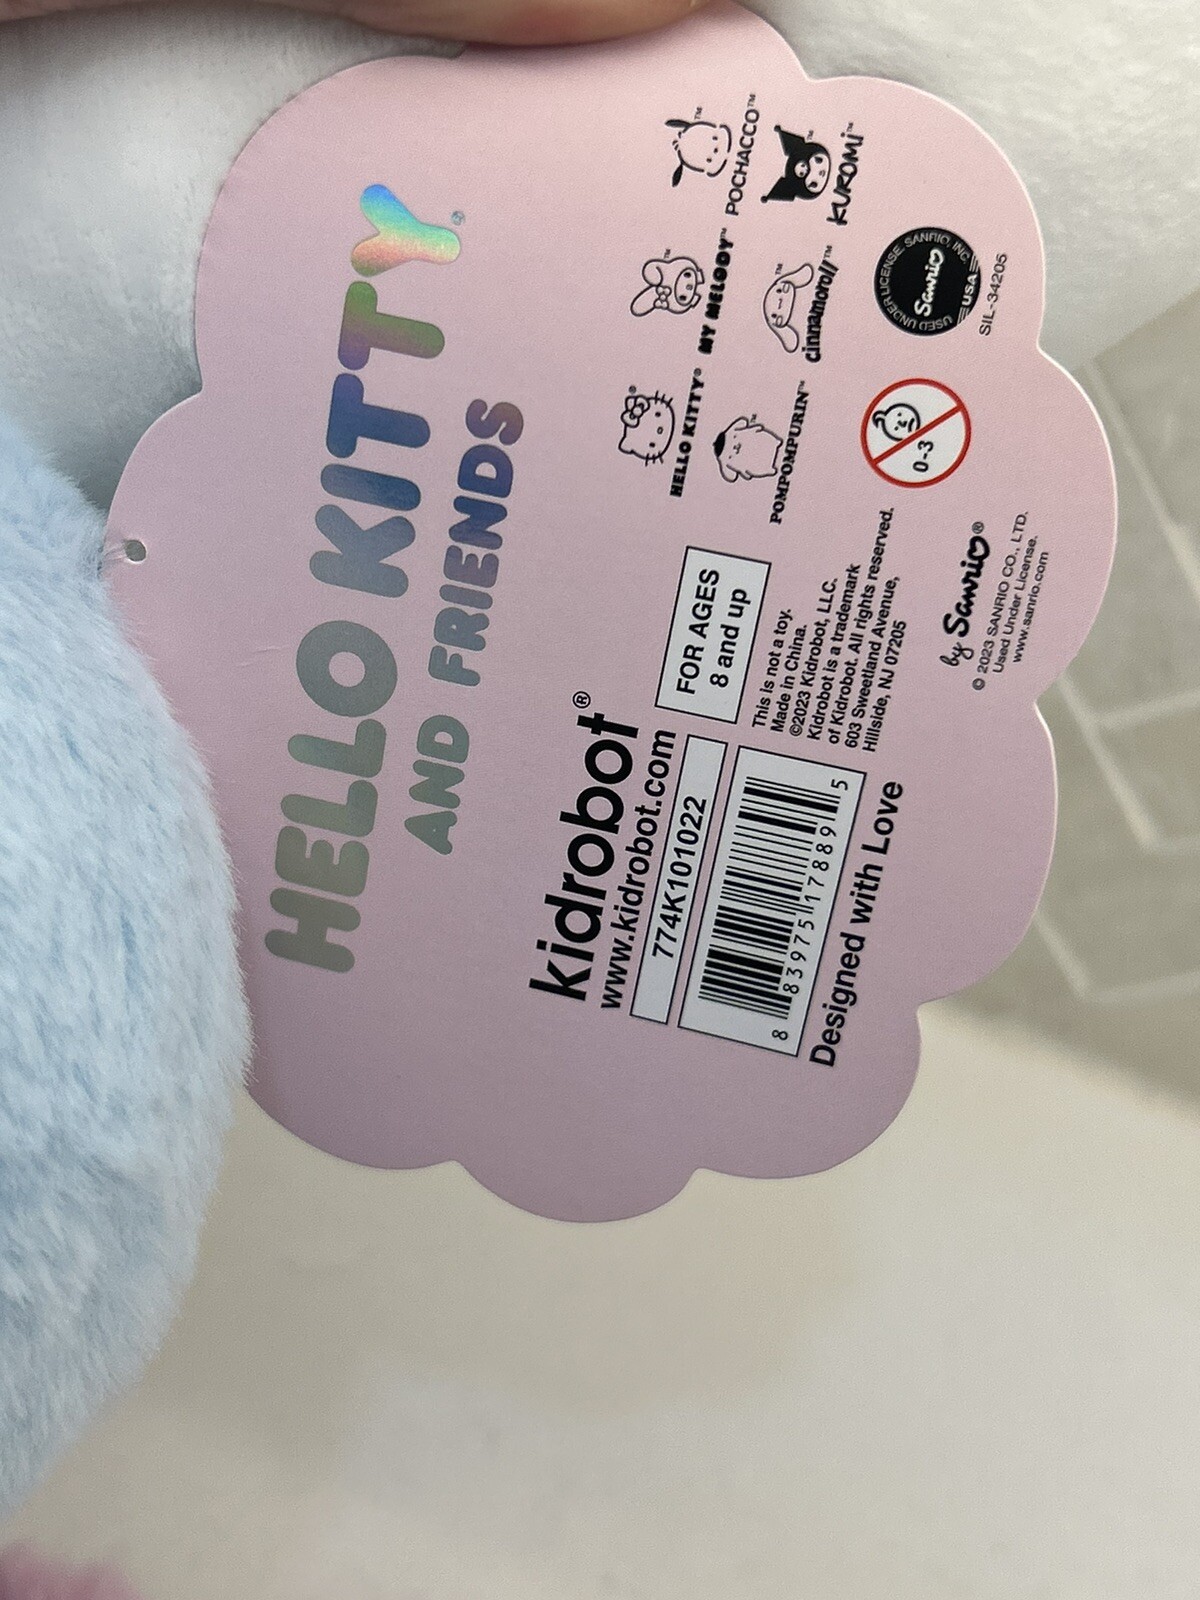 HELLO KITTY®
AND FRIENDS
kidrobot®
www.kidrobot.com
774K101022
8 83975 17889 5
Designed with Love
FOR AGES
8 and up
This is not a toy.
Made in China.
©2023 Kidrobot, LLC.
Kidrobot is a trademark
of Kidrobot. All rights reserved.
603 Sweetland Avenue,
Hillside, NJ 07205
HELLO KITTY®
MY MELODY™
POCHACCO™
POMPOMPURIN™
cinnamoroll™
KUROMi™
0-3
USED UNDER LICENSE. SANRIO, INC.
Sanrio
USA
SIL-34205
by Sanrio®
© 2023 SANRIO CO., LTD.
Used Under License.
www.sanrio.com